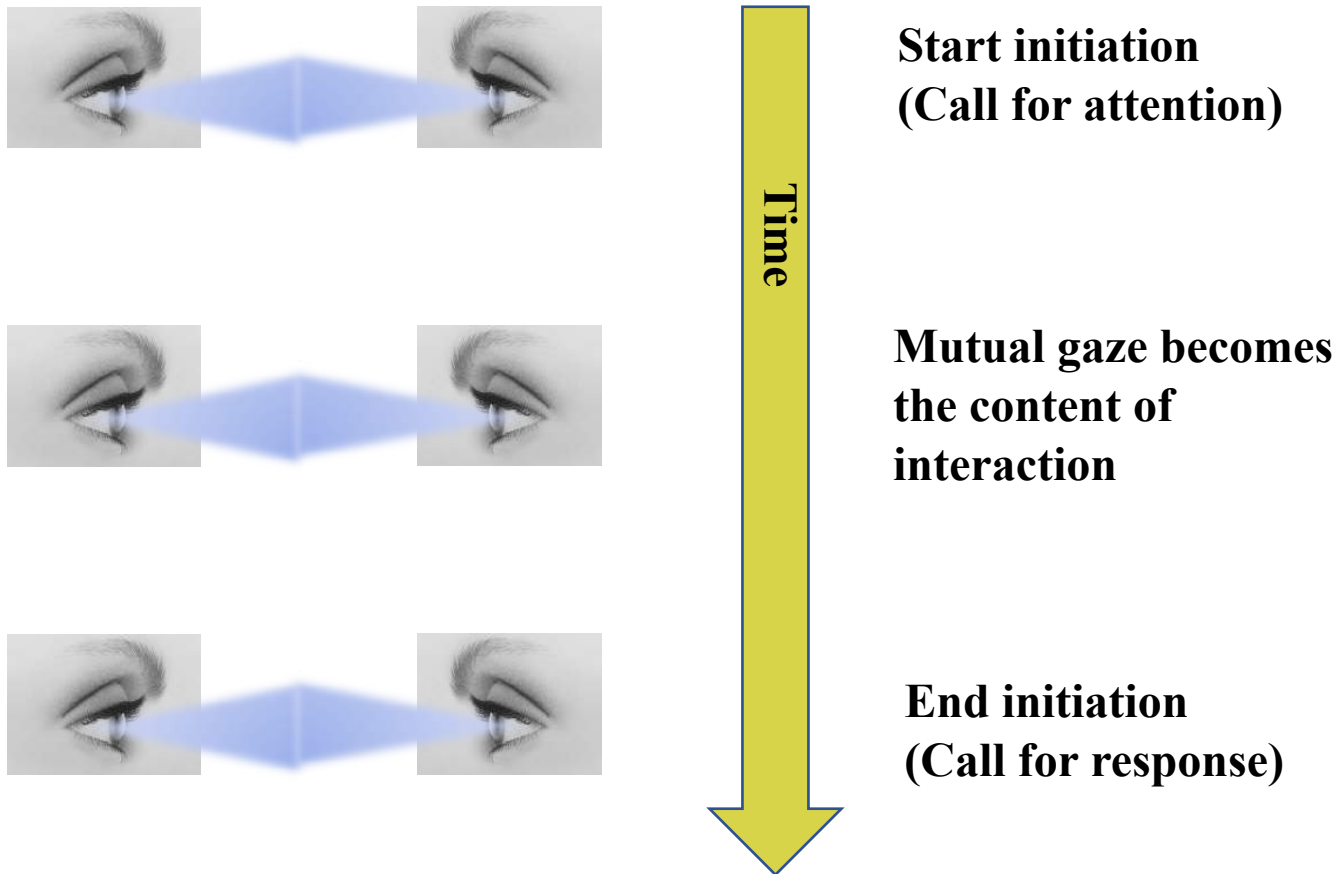 Start initiation
(Call for attention)
Time
Mutual gaze becomes
the content of
interaction
End initiation
(Call for response)